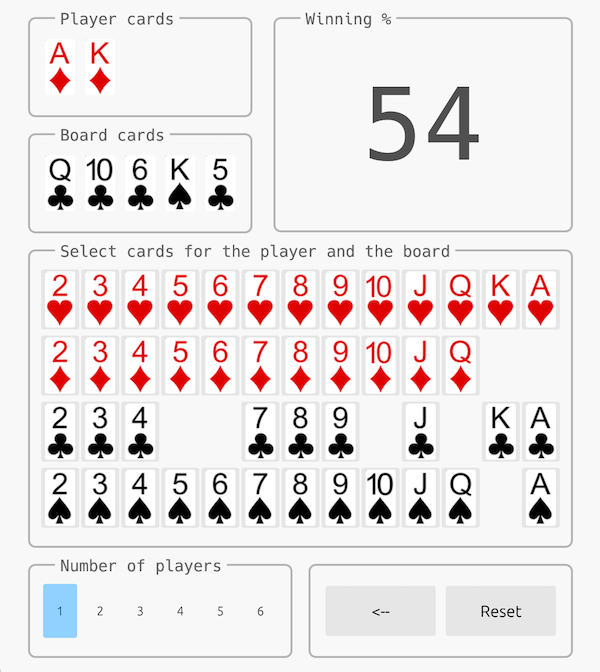 Player cards
A K
Winning %
54
Board cards
Q 10 6 K 5
Select cards for the player and the board
2 3 4 5 6 7 8 9 10 J Q K A
2 3 4 5 6 7 8 9 10 J Q
2 3 4 7 8 9 J K A
2 3 4 5 6 7 8 9 10 J Q A
Number of players
1 2 3 4 5 6
<-- Reset